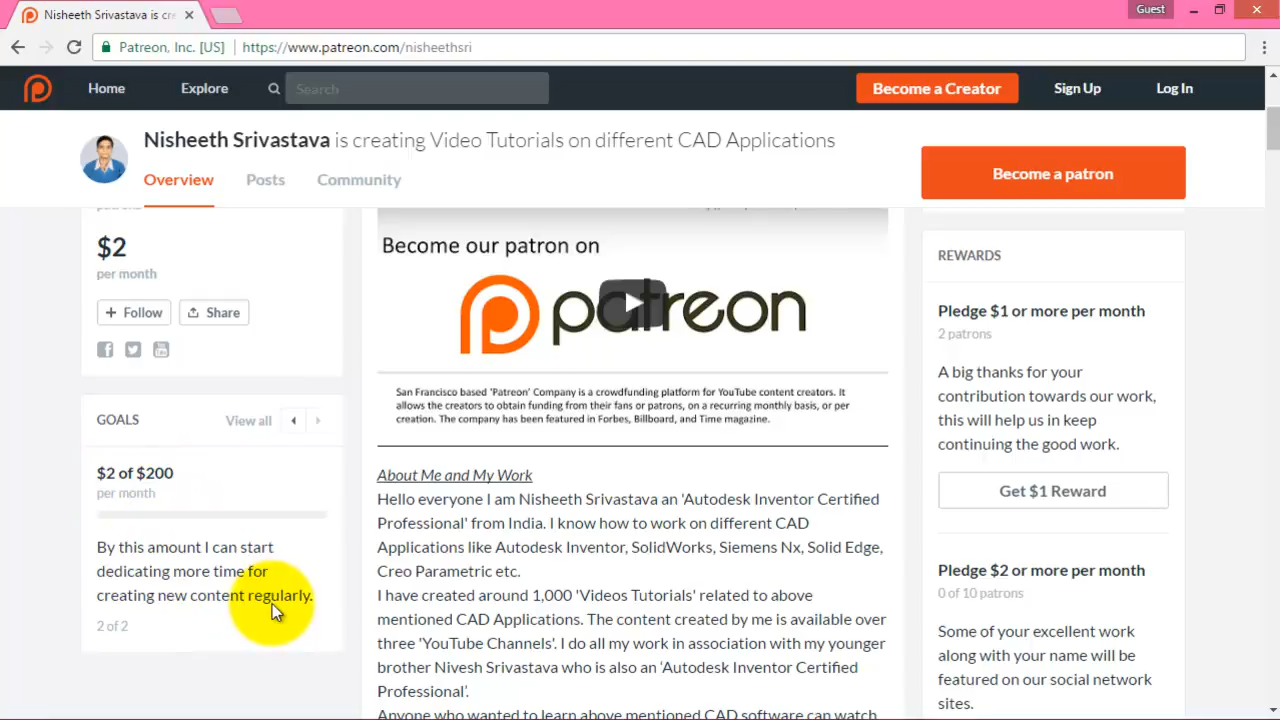 Nisheeth Srivastava is cr
Guest
Patreon, Inc. [US]
https://www.patreon.com/nisheethsri
Home
Explore
Search
Become a Creator
Sign Up
Log In
Nisheeth Srivastava is creating Video Tutorials on different CAD Applications
Overview
Posts
Community
Become a patron
$2
per month
+ Follow
Share
GOALS
View all
$2 of $200
per month
By this amount I can start
dedicating more time for
creating new content regularly.
2 of 2
Become our patron on
patreon
San Francisco based 'Patreon' Company is a crowdfunding platform for YouTube content creators. It
allows the creators to obtain funding from their fans or patrons, on a recurring monthly basis, or per
creation. The company has been featured in Forbes, Billboard, and Time magazine.
About Me and My Work
Hello everyone I am Nisheeth Srivastava an 'Autodesk Inventor Certified
Professional' from India. I know how to work on different CAD
Applications like Autodesk Inventor, SolidWorks, Siemens Nx, Solid Edge,
Creo Parametric etc.
I have created around 1,000 'Videos Tutorials' related to above
mentioned CAD Applications. The content created by me is available over
three 'YouTube Channels'. I do all my work in association with my younger
brother Nivesh Srivastava who is also an 'Autodesk Inventor Certified
Professional'.
Anyone who wanted to learn above mentioned CAD software can watch
REWARDS
Pledge $1 or more per month
2 patrons
A big thanks for your
contribution towards our work,
this will help us in keep
continuing the good work.
Get $1 Reward
Pledge $2 or more per month
0 of 10 patrons
Some of your excellent work
along with your name will be
featured on our social network
sites.